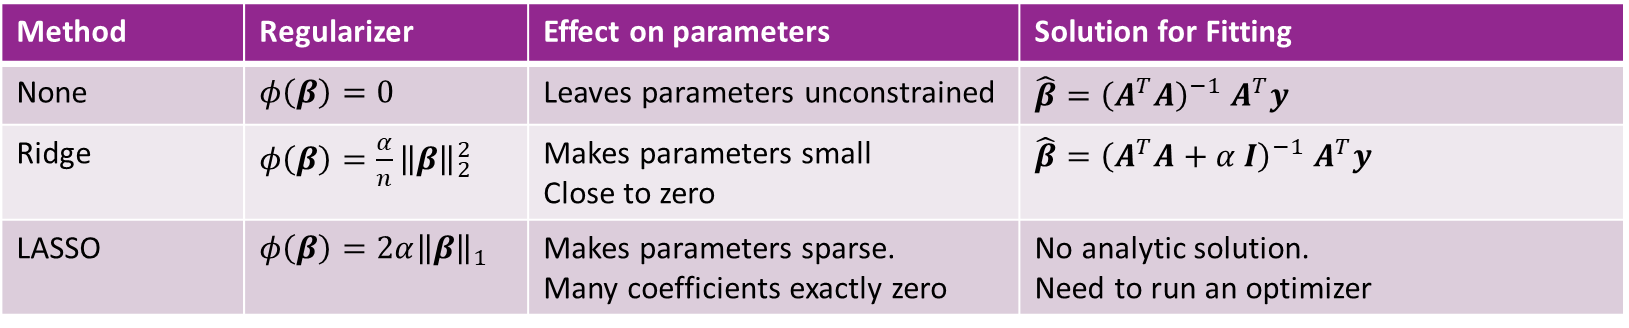 Method Regularizer Effect on parameters Solution for Fitting
None ϕ(β) = 0 Leaves parameters unconstrained β̂ = (AᵀA)⁻¹ Aᵀy
Ridge ϕ(β) = α/n ‖β‖₂² Makes parameters small β̂ = (AᵀA + α I)⁻¹ Aᵀy
Close to zero
LASSO ϕ(β) = 2α‖β‖₁ Makes parameters sparse. No analytic solution.
Many coefficients exactly zero Need to run an optimizer